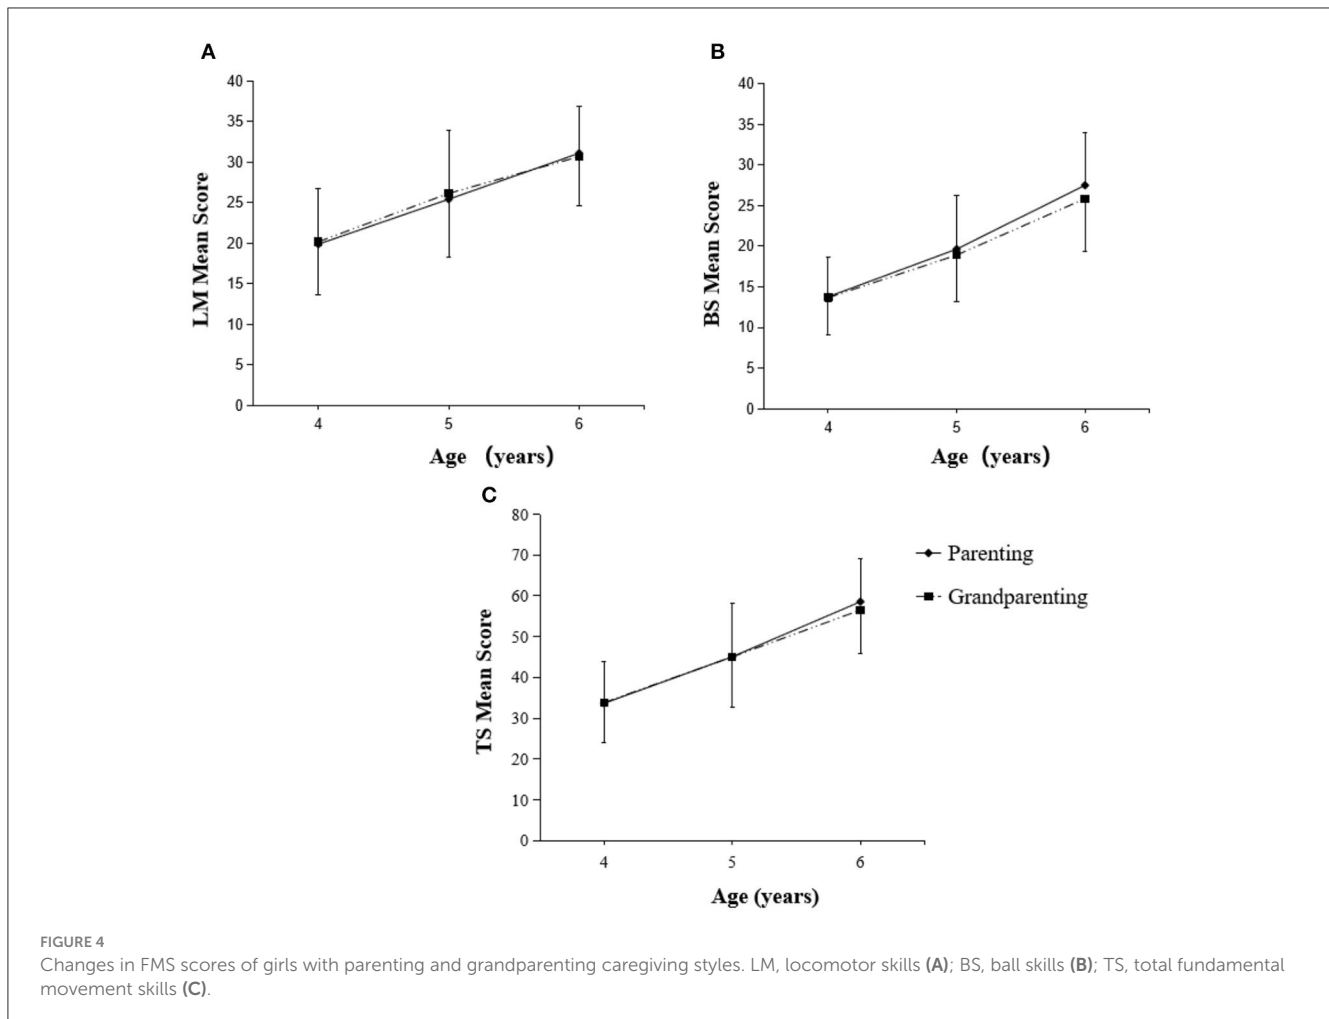 A
40
35
30
25
20
15
10
5
0
LM Mean Score
4 5 6
Age (years)
B
40
35
30
25
20
15
10
5
0
BS Mean Score
4 5 6
Age (years)
C
80
70
60
50
40
30
20
10
0
TS Mean Score
4 5 6
Age (years)
Parenting
Grandparenting
FIGURE 4
Changes in FMS scores of girls with parenting and grandparenting caregiving styles. LM, locomotor skills (A); BS, ball skills (B); TS, total fundamental
movement skills (C).